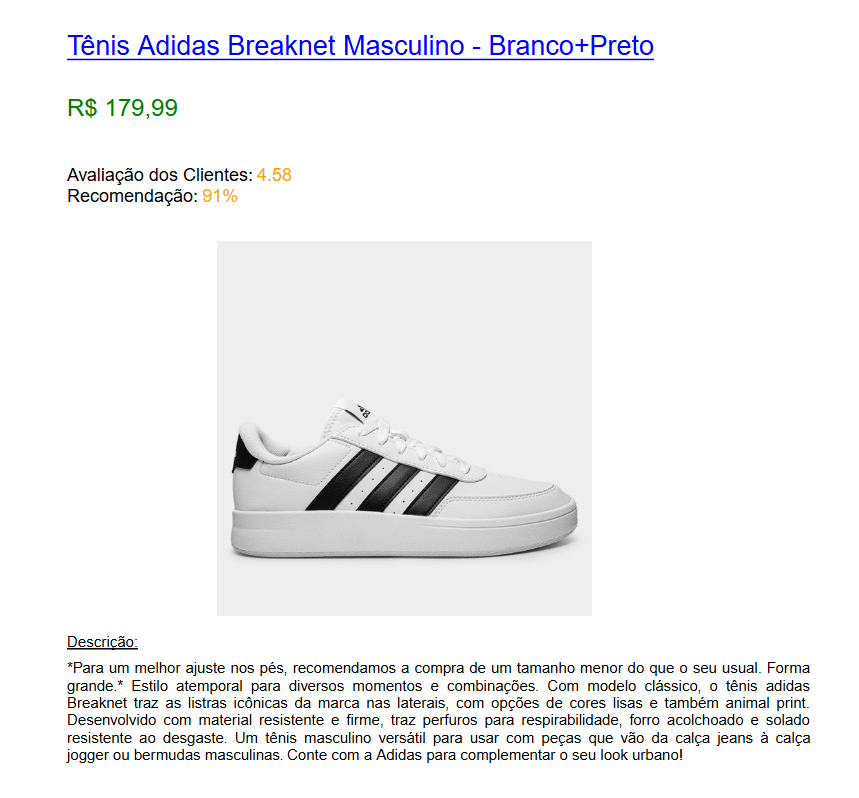 Tênis Adidas Breaknet Masculino - Branco+Preto
R$ 179,99
Avaliação dos Clientes: 4.58
Recomendação: 91%
Descrição:
*Para um melhor ajuste nos pés, recomendamos a compra de um tamanho menor do que o seu usual. Forma
grande.* Estilo atemporal para diversos momentos e combinações. Com modelo clássico, o tênis adidas
Breaknet traz as listras icônicas da marca nas laterais, com opções de cores lisas e também animal print.
Desenvolvido com material resistente e firme, traz perfuros para respirabilidade, forro acolchoado e solado
resistente ao desgaste. Um tênis masculino versátil para usar com peças que vão da calça jeans à calça
jogger ou bermudas masculinas. Conte com a Adidas para complementar o seu look urbano!